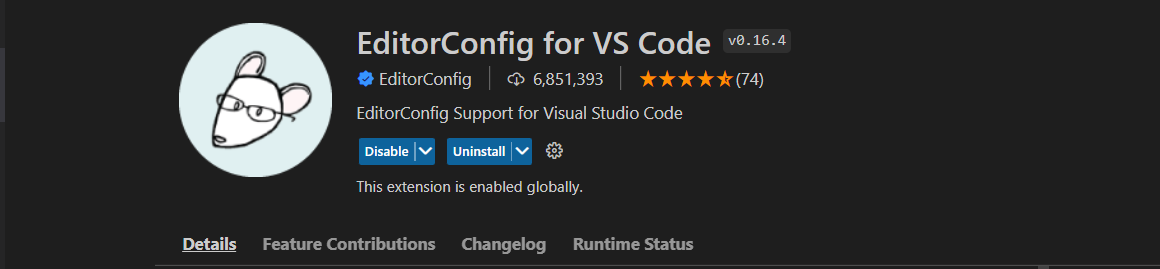 EditorConfig for VS Code v0.16.4
EditorConfig 6,851,393 (74)
EditorConfig Support for Visual Studio Code
Disable Uninstall
This extension is enabled globally.
Details Feature Contributions Changelog Runtime Status